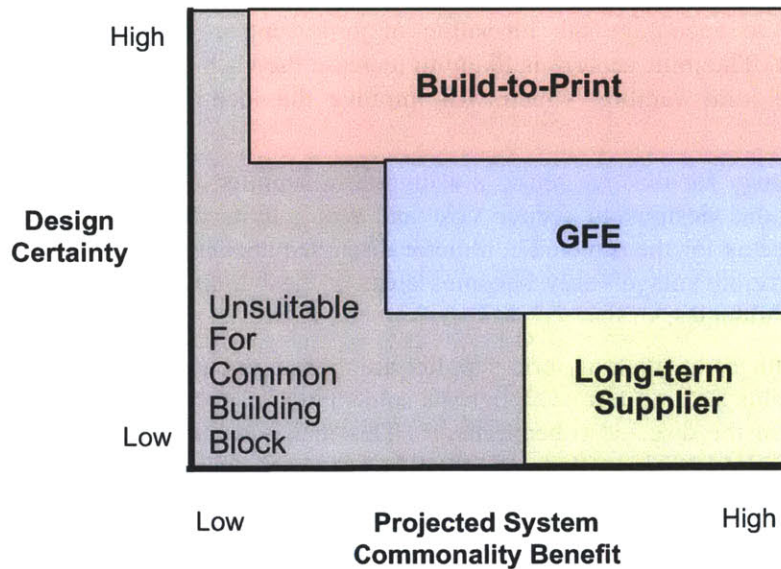 High
Build-to-Print
Design
Certainty
GFE
Unsuitable
For
Common
Building
Block
Long-term
Supplier
Low
Low
Projected System
Commonality Benefit
High